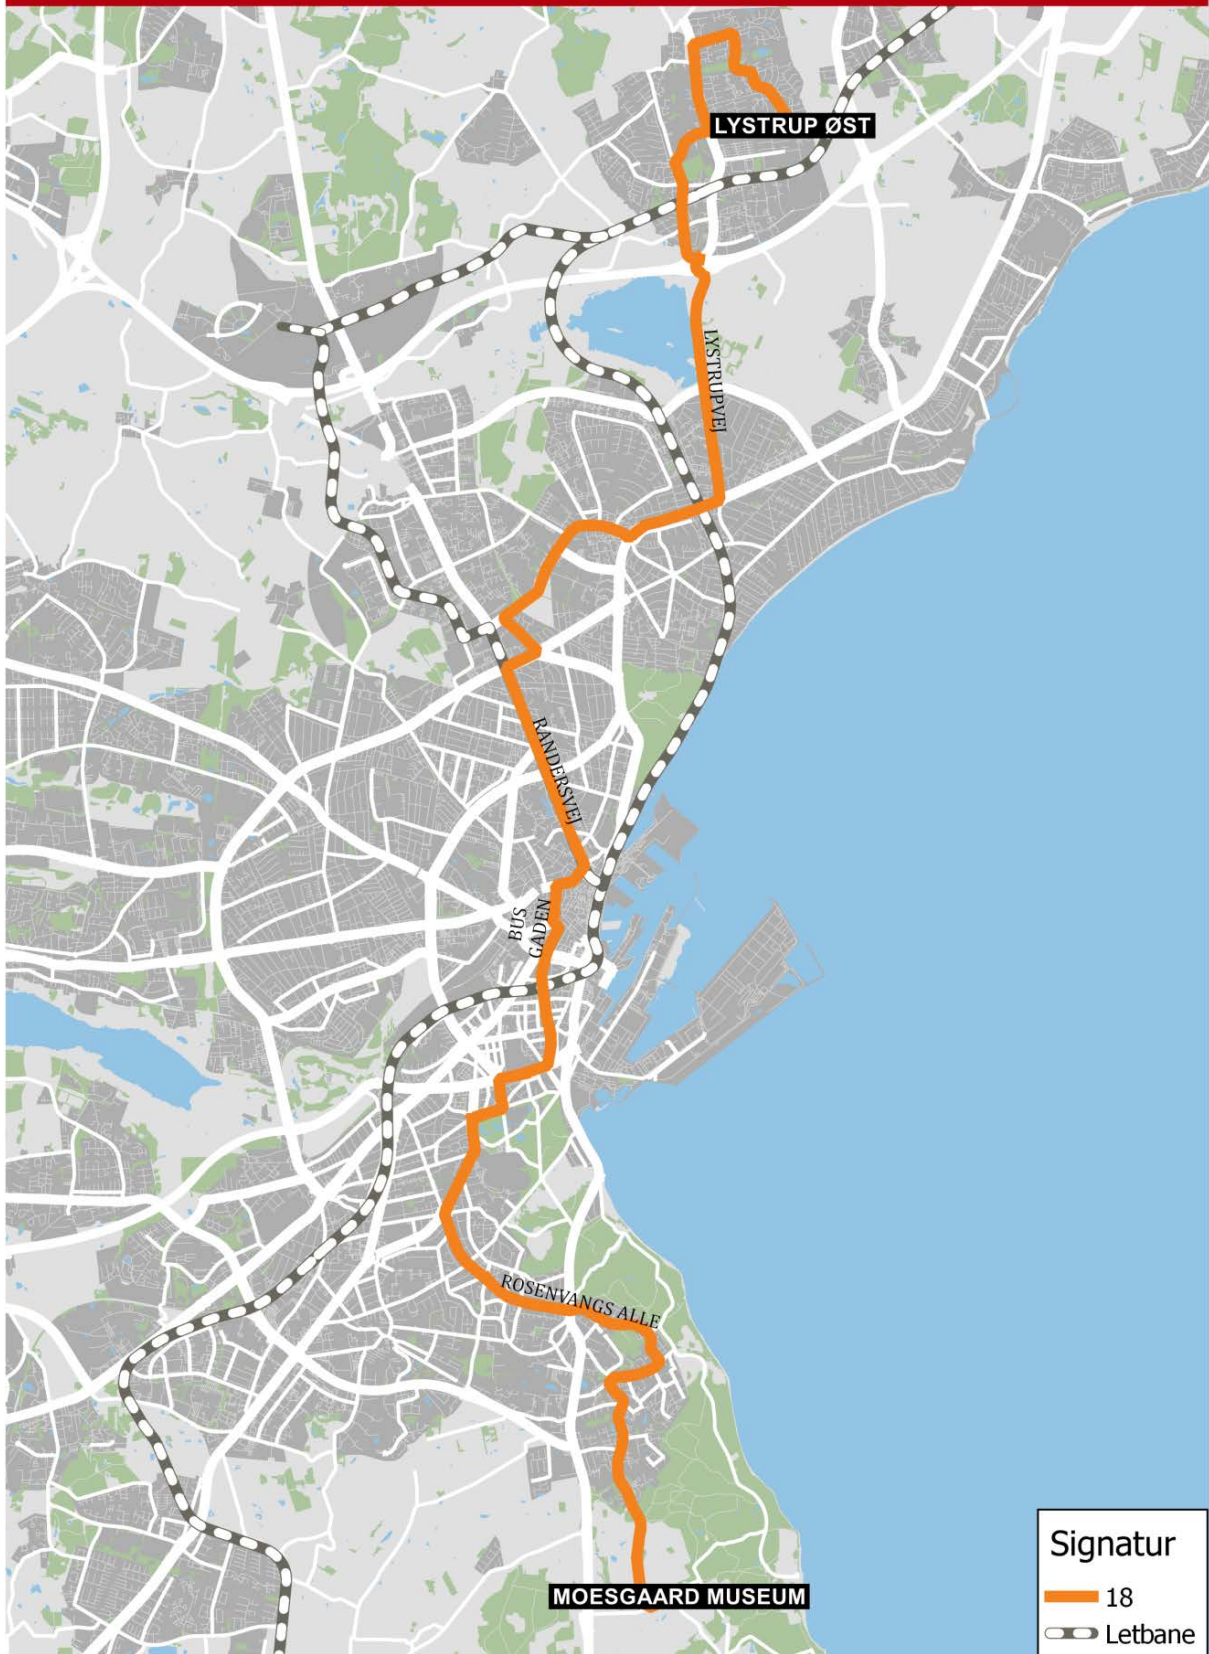 LYSTRUP ØST
LYSTRUPVEJ
RANDERSVEJ
BUS
GADEN
ROSENVANGS ALLE
MOESGAARD MUSEUM
Signatur
18
Letbane